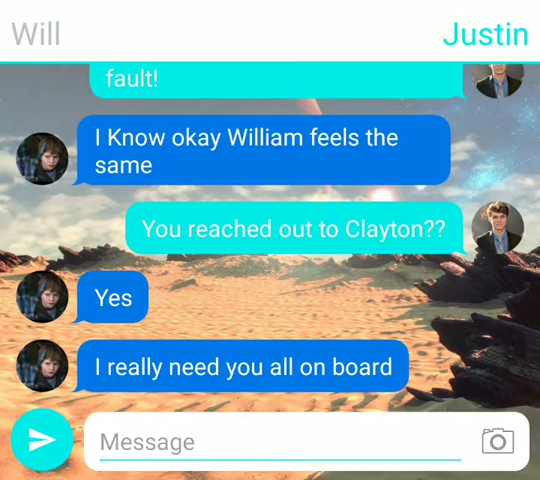 Will
Justin
fault!
I Know okay William feels the
same
You reached out to Clayton??
Yes
I really need you all on board
Message